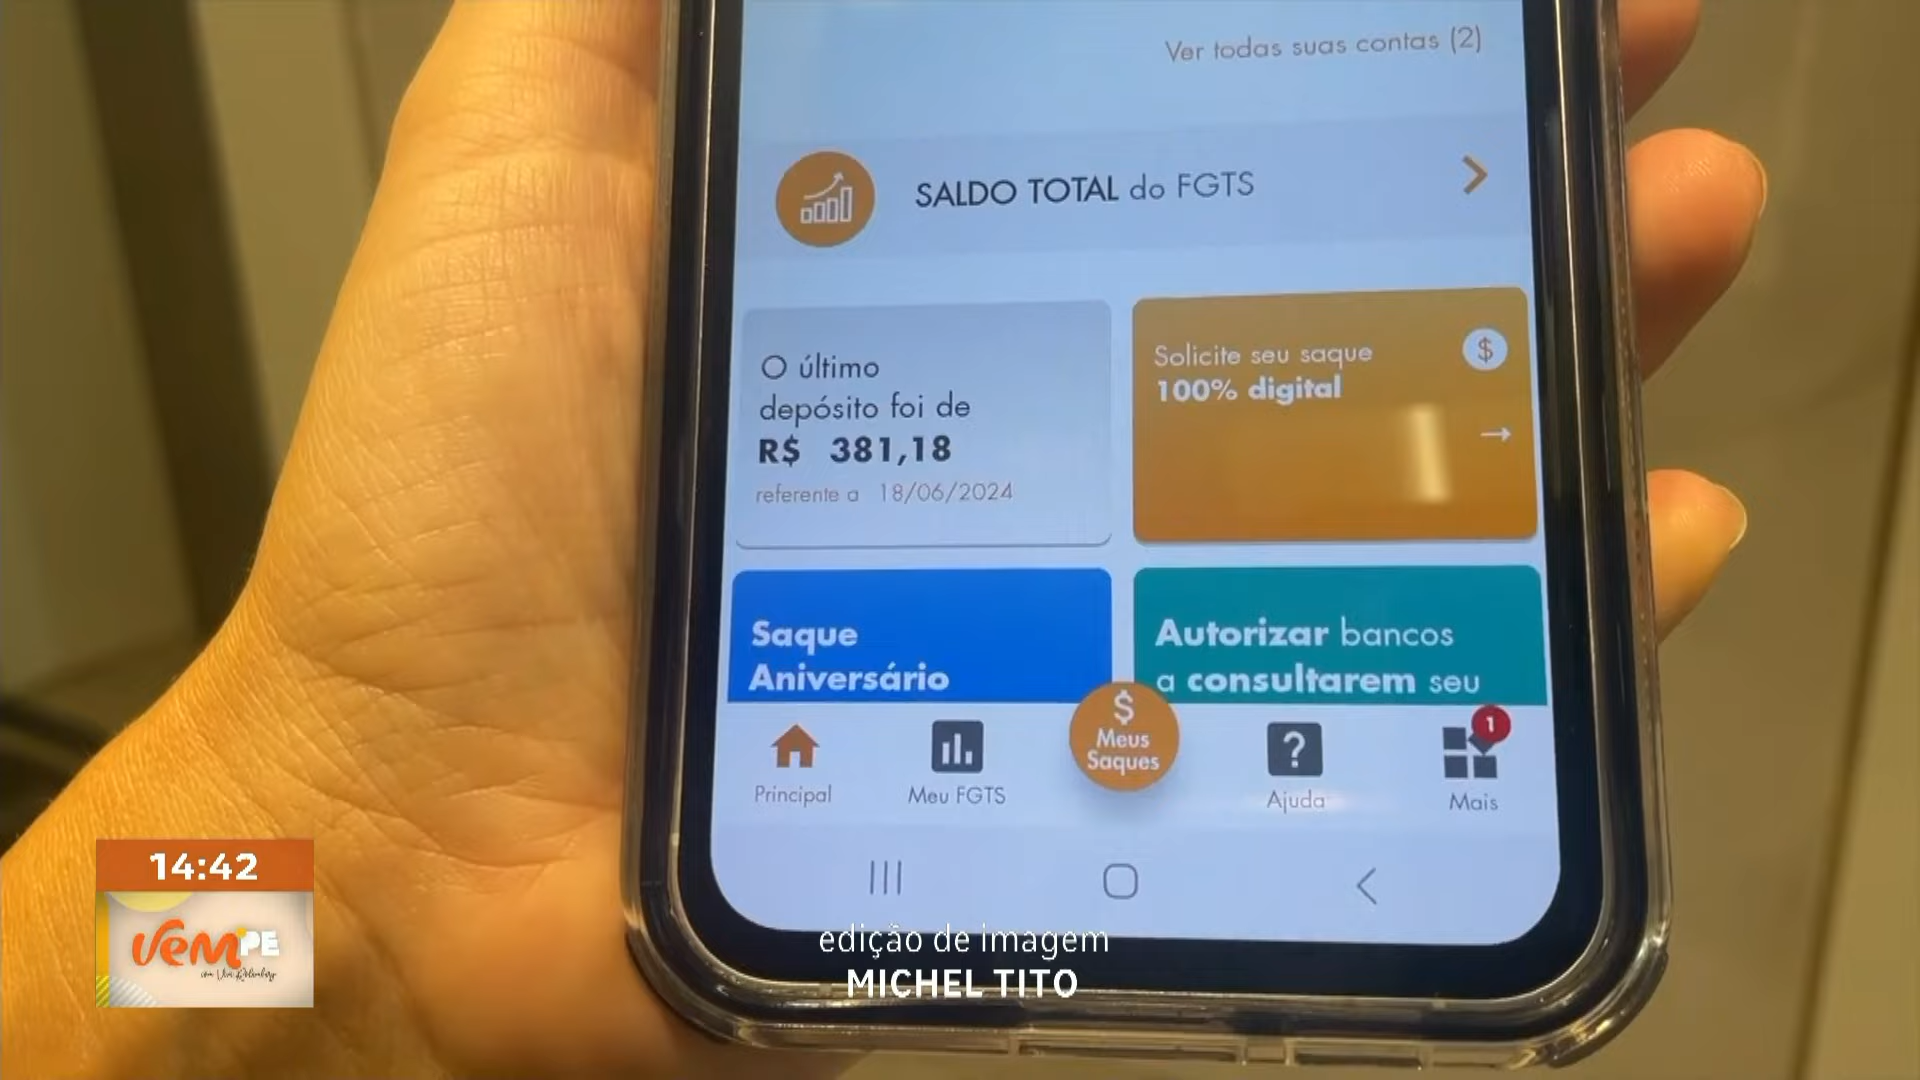 Ver todas suas contas (2)
SALDO TOTAL do FGTS
O último
depósito foi de
R$ 381,18
referente a 18/06/2024
Solicite seu saque
100% digital
$
Saque
Aniversário
Autorizar bancos
a consultarem seu
Principal
Meu FGTS
$
Meus
Saques
?
Ajuda
1
Mais
14:42
vem PE
edição de imagem
MICHEL TITO